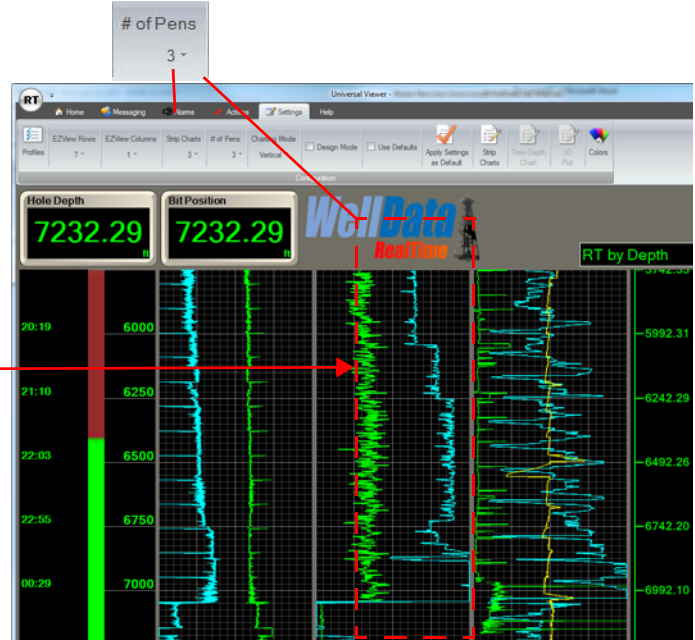 # of Pens
3
RT
Universal Viewer -
Home Messaging Alarms Actions Settings Help
Profiles
EZView Rows EZView Columns Strip Charts # of Pens Charting Mode
7 1 3 3 Vertical
Design Mode Use Defaults
Apply Settings as Default
Strip Charts
Time-Depth Chart
3D Plot
Colors
Configuration
Hole Depth
7232.29
ft
Bit Position
7232.29
ft
WellData
RealTime
RT by Depth
5742.35
20:19 6000 5992.31
21:10 6250 6242.29
22:03 6500 6492.26
22:55 6750 6742.20
00:29 7000 6992.10